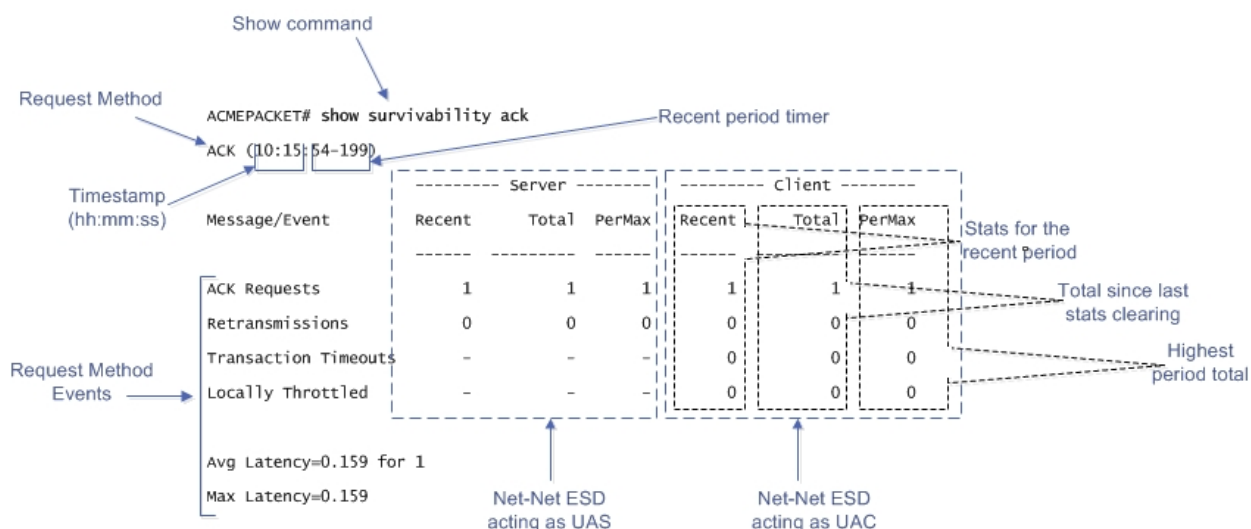 Show command
Request Method
ACMEPACKET# show survivability ack
Recent period timer
ACK (10:15:54-199)
Timestamp
(hh:mm:ss)
--------- Server -------- --------- Client --------
Message/Event Recent Total PerMax Recent Total PerMax
Stats for the
recent period
------ --------- ------ ------ --------- ------
ACK Requests 1 1 1 1 1 1
Total since last
stats clearing
Retransmissions 0 0 0 0 0 0
Transaction Timeouts - - - 0 0 0
Highest
period total
Request Method
Events
Locally Throttled - - - 0 0 0
Avg Latency=0.159 for 1
Max Latency=0.159
Net-Net ESD
acting as UAS
Net-Net ESD
acting as UAC